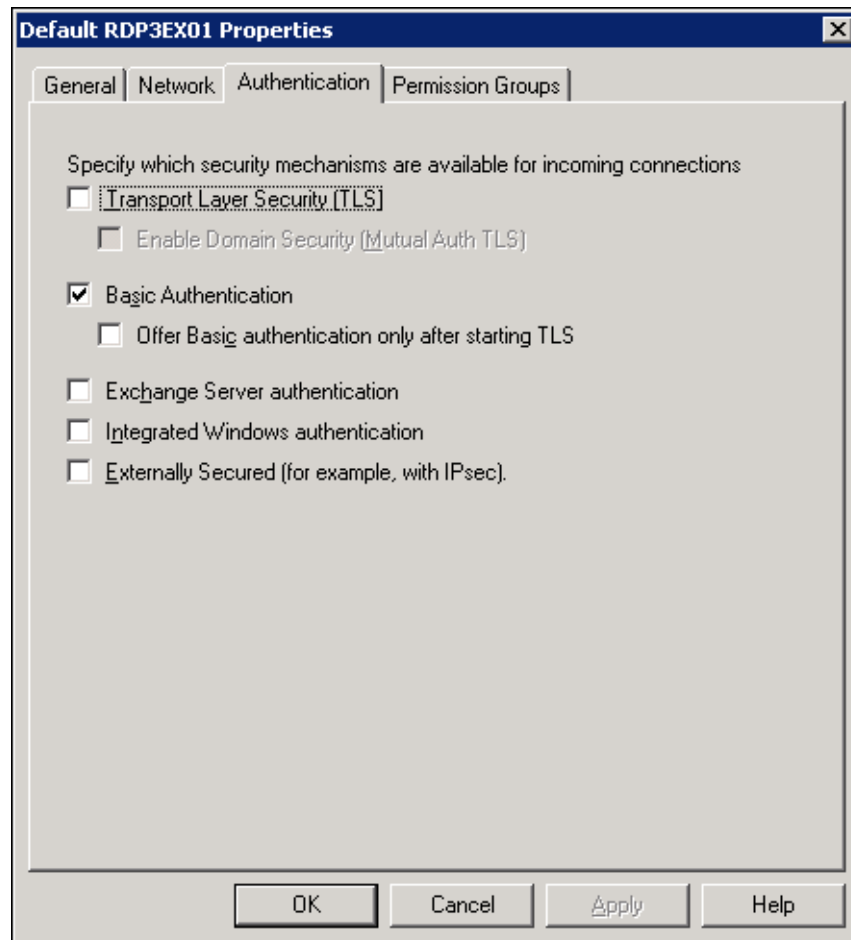 Default RDP3EX01 Properties
General Network Authentication Permission Groups
Specify which security mechanisms are available for incoming connections
Transport Layer Security (TLS)
Enable Domain Security (Mutual Auth TLS)
Basic Authentication
Offer Basic authentication only after starting TLS
Exchange Server authentication
Integrated Windows authentication
Externally Secured (for example, with IPsec).
OK Cancel Apply Help